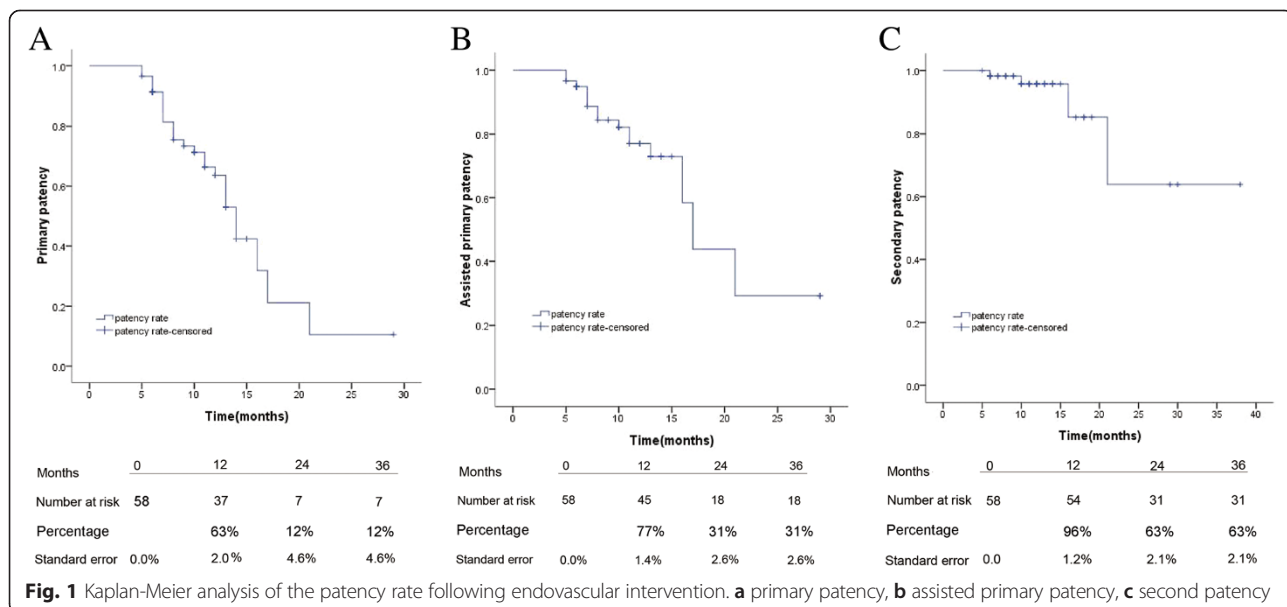 A
1.0
0.8
0.6
0.4
0.2
0.0
Primary patency
patency rate
patency rate-censored
0 5 10 15 20 25 30
Time(months)
Months 0 12 24 36
Number at risk 58 37 7 7
Percentage 63% 12% 12%
Standard error 0.0% 2.0% 4.6% 4.6%
B
1.0
0.8
0.6
0.4
0.2
0.0
Assisted primary patency
patency rate
patency rate-censored
0 5 10 15 20 25 30
Time(months)
Months 0 12 24 36
Number at risk 58 45 18 18
Percentage 77% 31% 31%
Standard error 0.0% 1.4% 2.6% 2.6%
C
1.0
0.8
0.6
0.4
0.2
0.0
Secondary patency
patency rate
patency rate-censored
0 5 10 15 20 25 30 35 40
Time(months)
Months 0 12 24 36
Number at risk 58 54 31 31
Percentage 96% 63% 63%
Standard error 0.0 1.2% 2.1% 2.1%
Fig. 1 Kaplan-Meier analysis of the patency rate following endovascular intervention. a primary patency, b assisted primary patency, c second patency